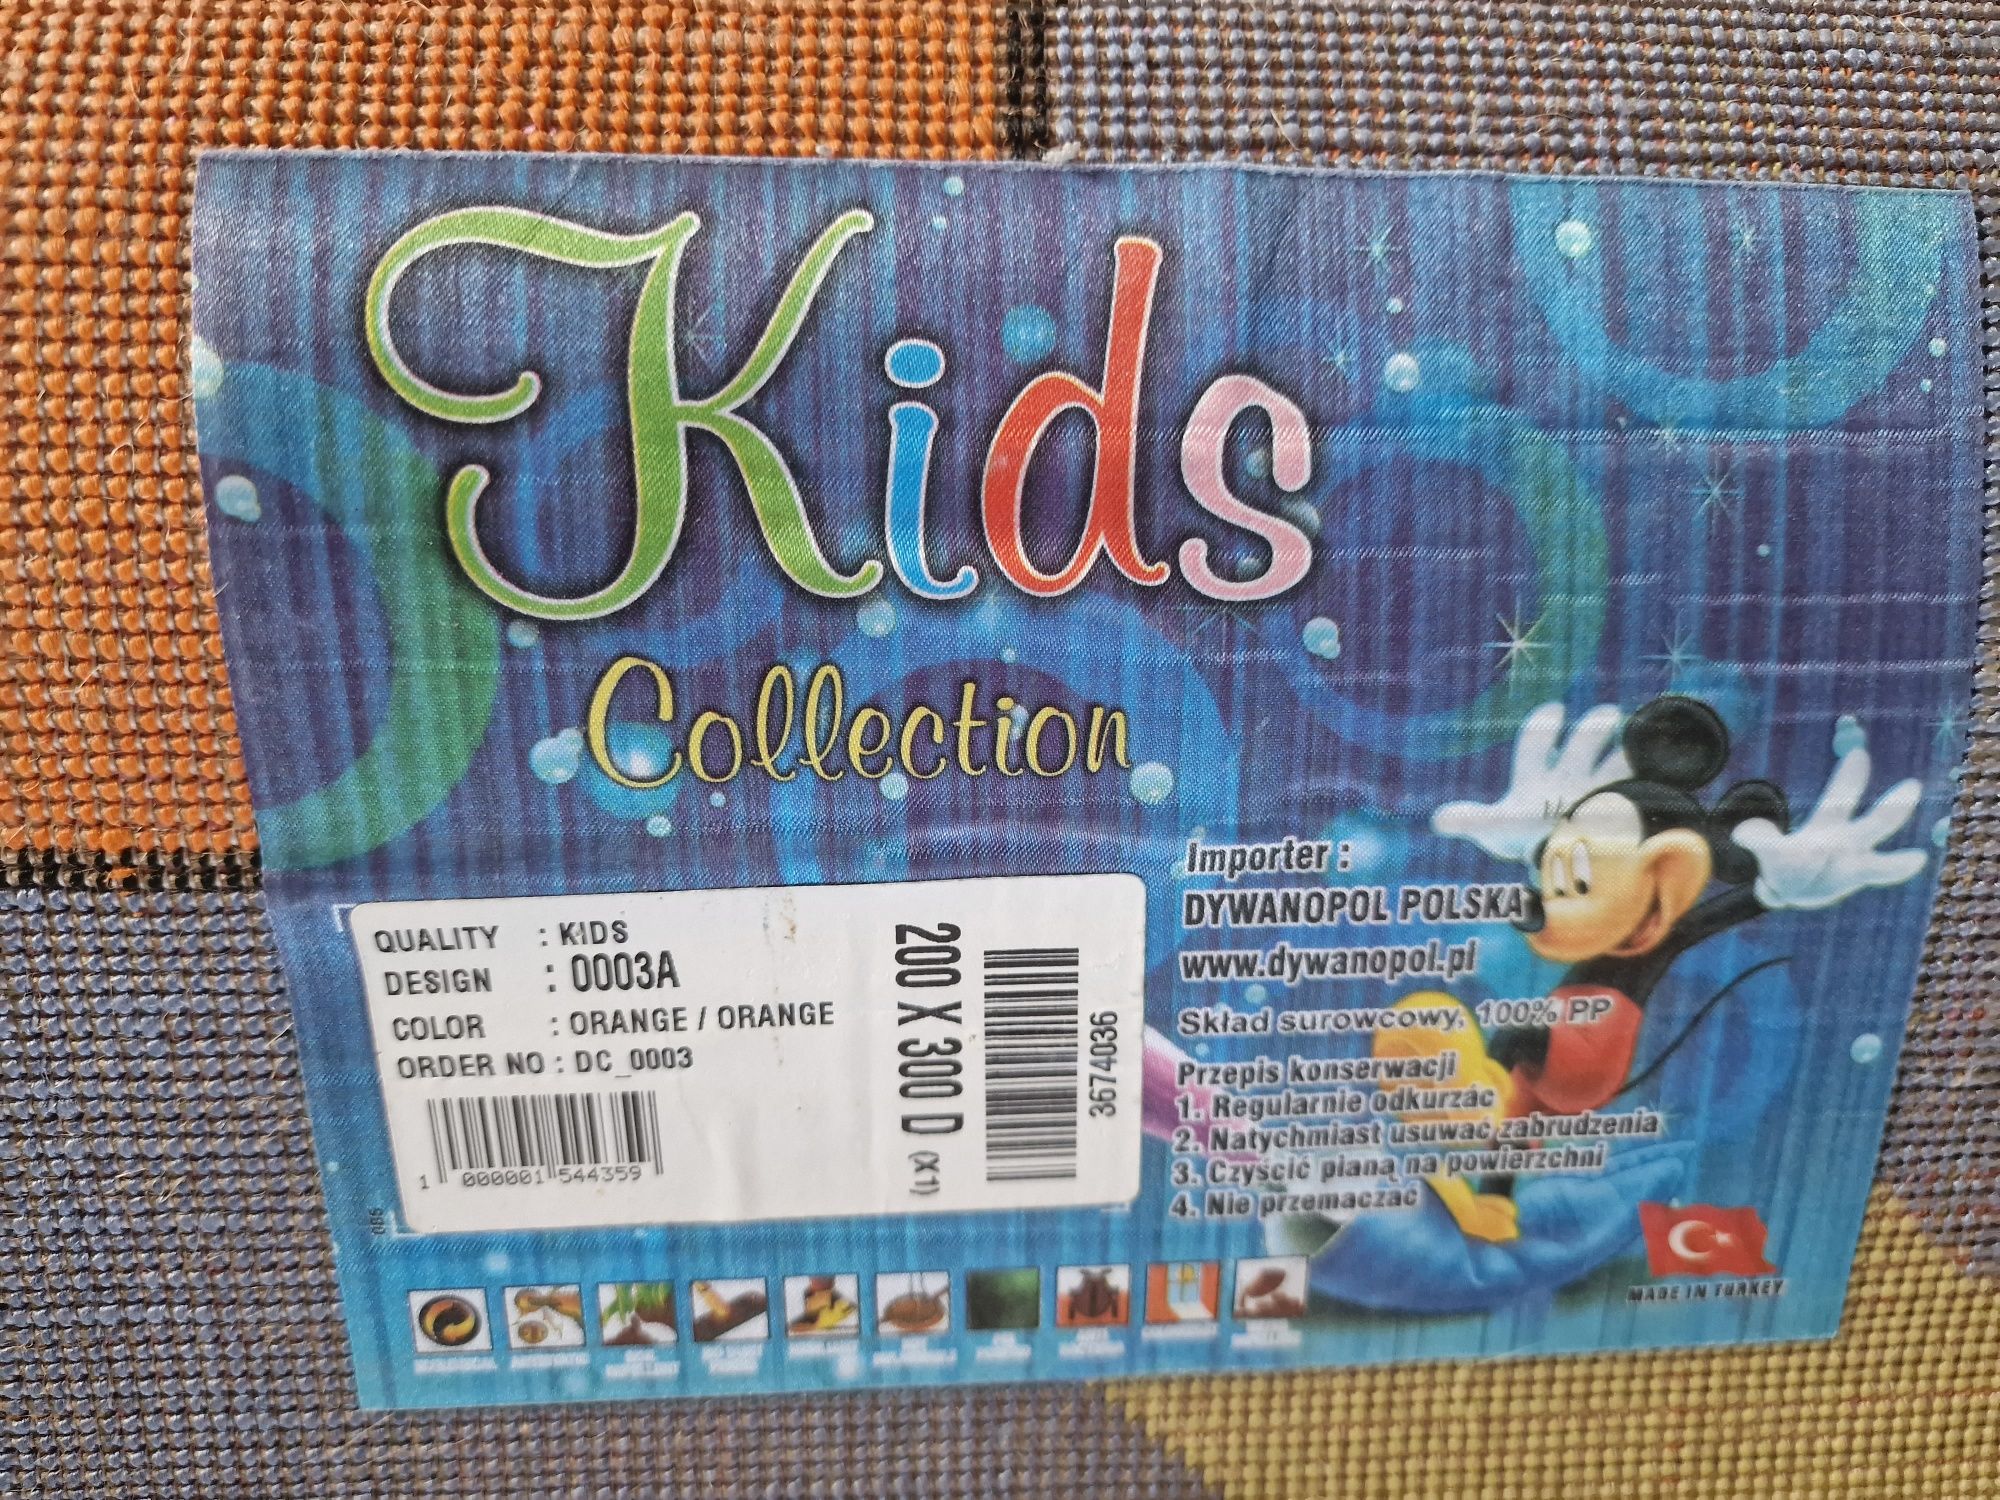 Kids
Collection
QUALITY : KIDS
DESIGN : 0003A
COLOR : ORANGE / ORANGE
ORDER NO : DC_0003
1 000001 544359
200 X 300 D (X1)
3674036
086
Importer :
DYWANOPOL POLSKA
www.dywanopol.pl
Skład surowcowy, 100% PP
Przepis konserwacji
1. Regularnie odkurzać
2. Natychmiast usuwać zabrudzenia
3. Czyścić pianą na powierzchni
4. Nie przemaczać
MADE IN TURKEY